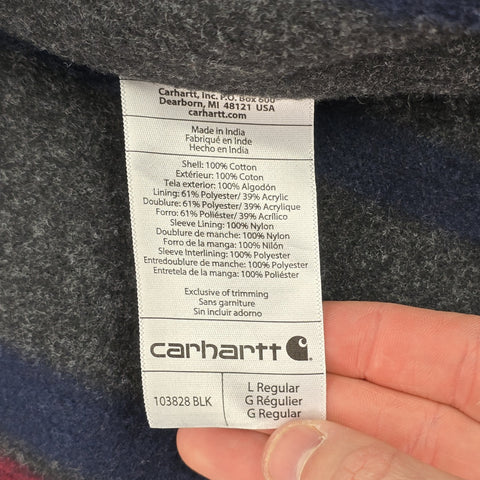 Carhartt, Inc. P.O. Box 600
Dearborn, MI 48121 USA
carhartt.com
Made in India
Fabriqué en Inde
Hecho en India
Shell: 100% Cotton
Extérieur: 100% Coton
Tela exterior: 100% Algodón
Lining: 61% Polyester/ 39% Acrylic
Doublure: 61% Polyester/ 39% Acrylique
Forro: 61% Poliéster/ 39% Acrílico
Sleeve Lining: 100% Nylon
Doublure de manche: 100% Nylon
Forro de la manga: 100% Nilón
Sleeve Interlining: 100% Polyester
Entredoublure de manche: 100% Polyester
Entretela de la manga: 100% Poliéster
Exclusive of trimming
Sans garniture
Sin incluir adorno
carhartt
103828 BLK
L Regular
G Régulier
G Regular